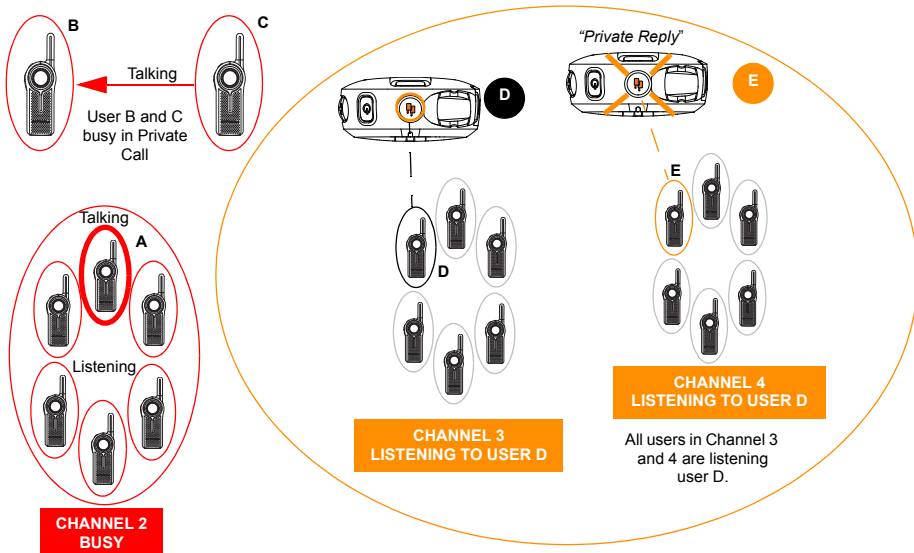 B
C
Talking
User B and C
busy in Private
Call
Talking
A
Listening
CHANNEL 2
BUSY
D
D
CHANNEL 3
LISTENING TO USER D
“Private Reply”
E
E
CHANNEL 4
LISTENING TO USER D
All users in Channel 3
and 4 are listening
user D.